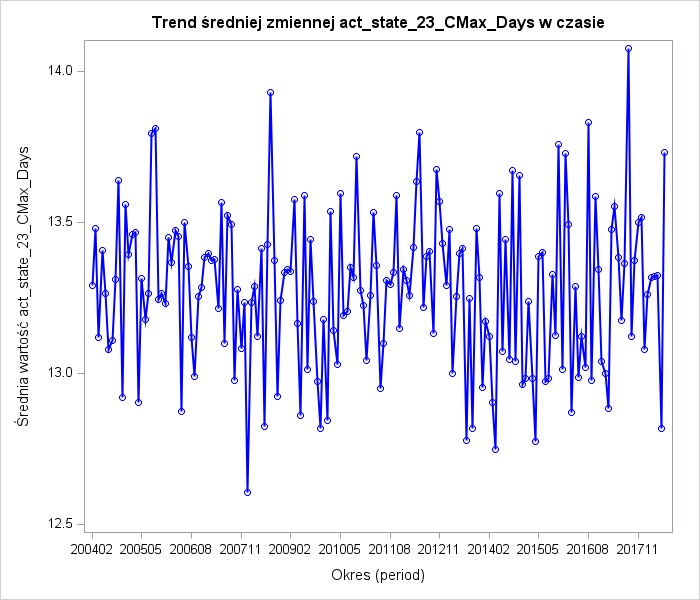 Trend średniej zmiennej act_state_23_CMax_Days w czasie
Średnia wartość act_state_23_CMax_Days
14.0
13.5
13.0
12.5
200402 200505 200608 200711 200902 201005 201108 201211 201402 201505 201608 201711
Okres (period)